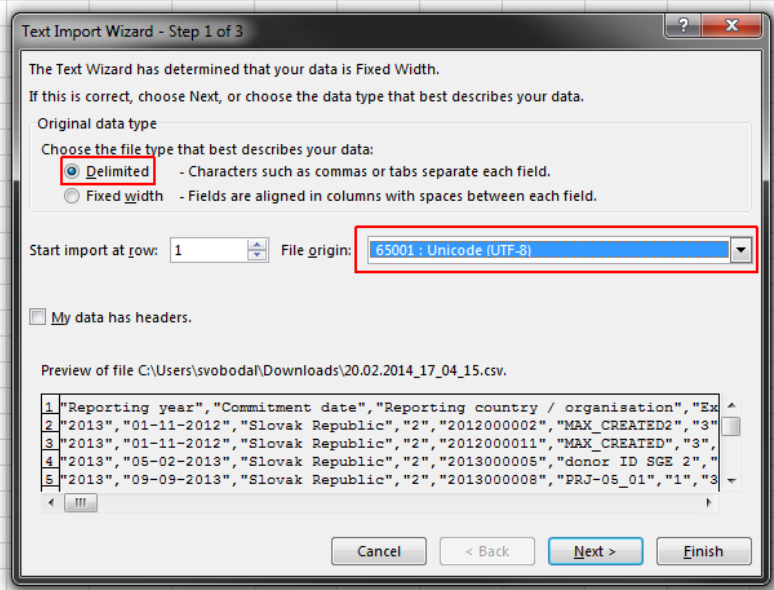 Text Import Wizard - Step 1 of 3
The Text Wizard has determined that your data is Fixed Width.
If this is correct, choose Next, or choose the data type that best describes your data.
Original data type
Choose the file type that best describes your data:
Delimited - Characters such as commas or tabs separate each field.
Fixed width - Fields are aligned in columns with spaces between each field.
Start import at row: 1 File origin: 65001 : Unicode (UTF-8)
My data has headers.
Preview of file C:\Users\svobodal\Downloads\20.02.2014_17_04_15.csv.
1 "Reporting year","Commitment date","Reporting country / organisation","Ex
2 "2013","01-11-2012","Slovak Republic","2","2012000002","MAX_CREATED2","3"
3 "2013","01-11-2012","Slovak Republic","2","2012000011","MAX_CREATED","3",
4 "2013","05-02-2013","Slovak Republic","2","2013000005","donor ID SGE 2","
5 "2013","09-09-2013","Slovak Republic","2","2013000008","PRJ-05_01","1","3
Cancel < Back Next > Finish